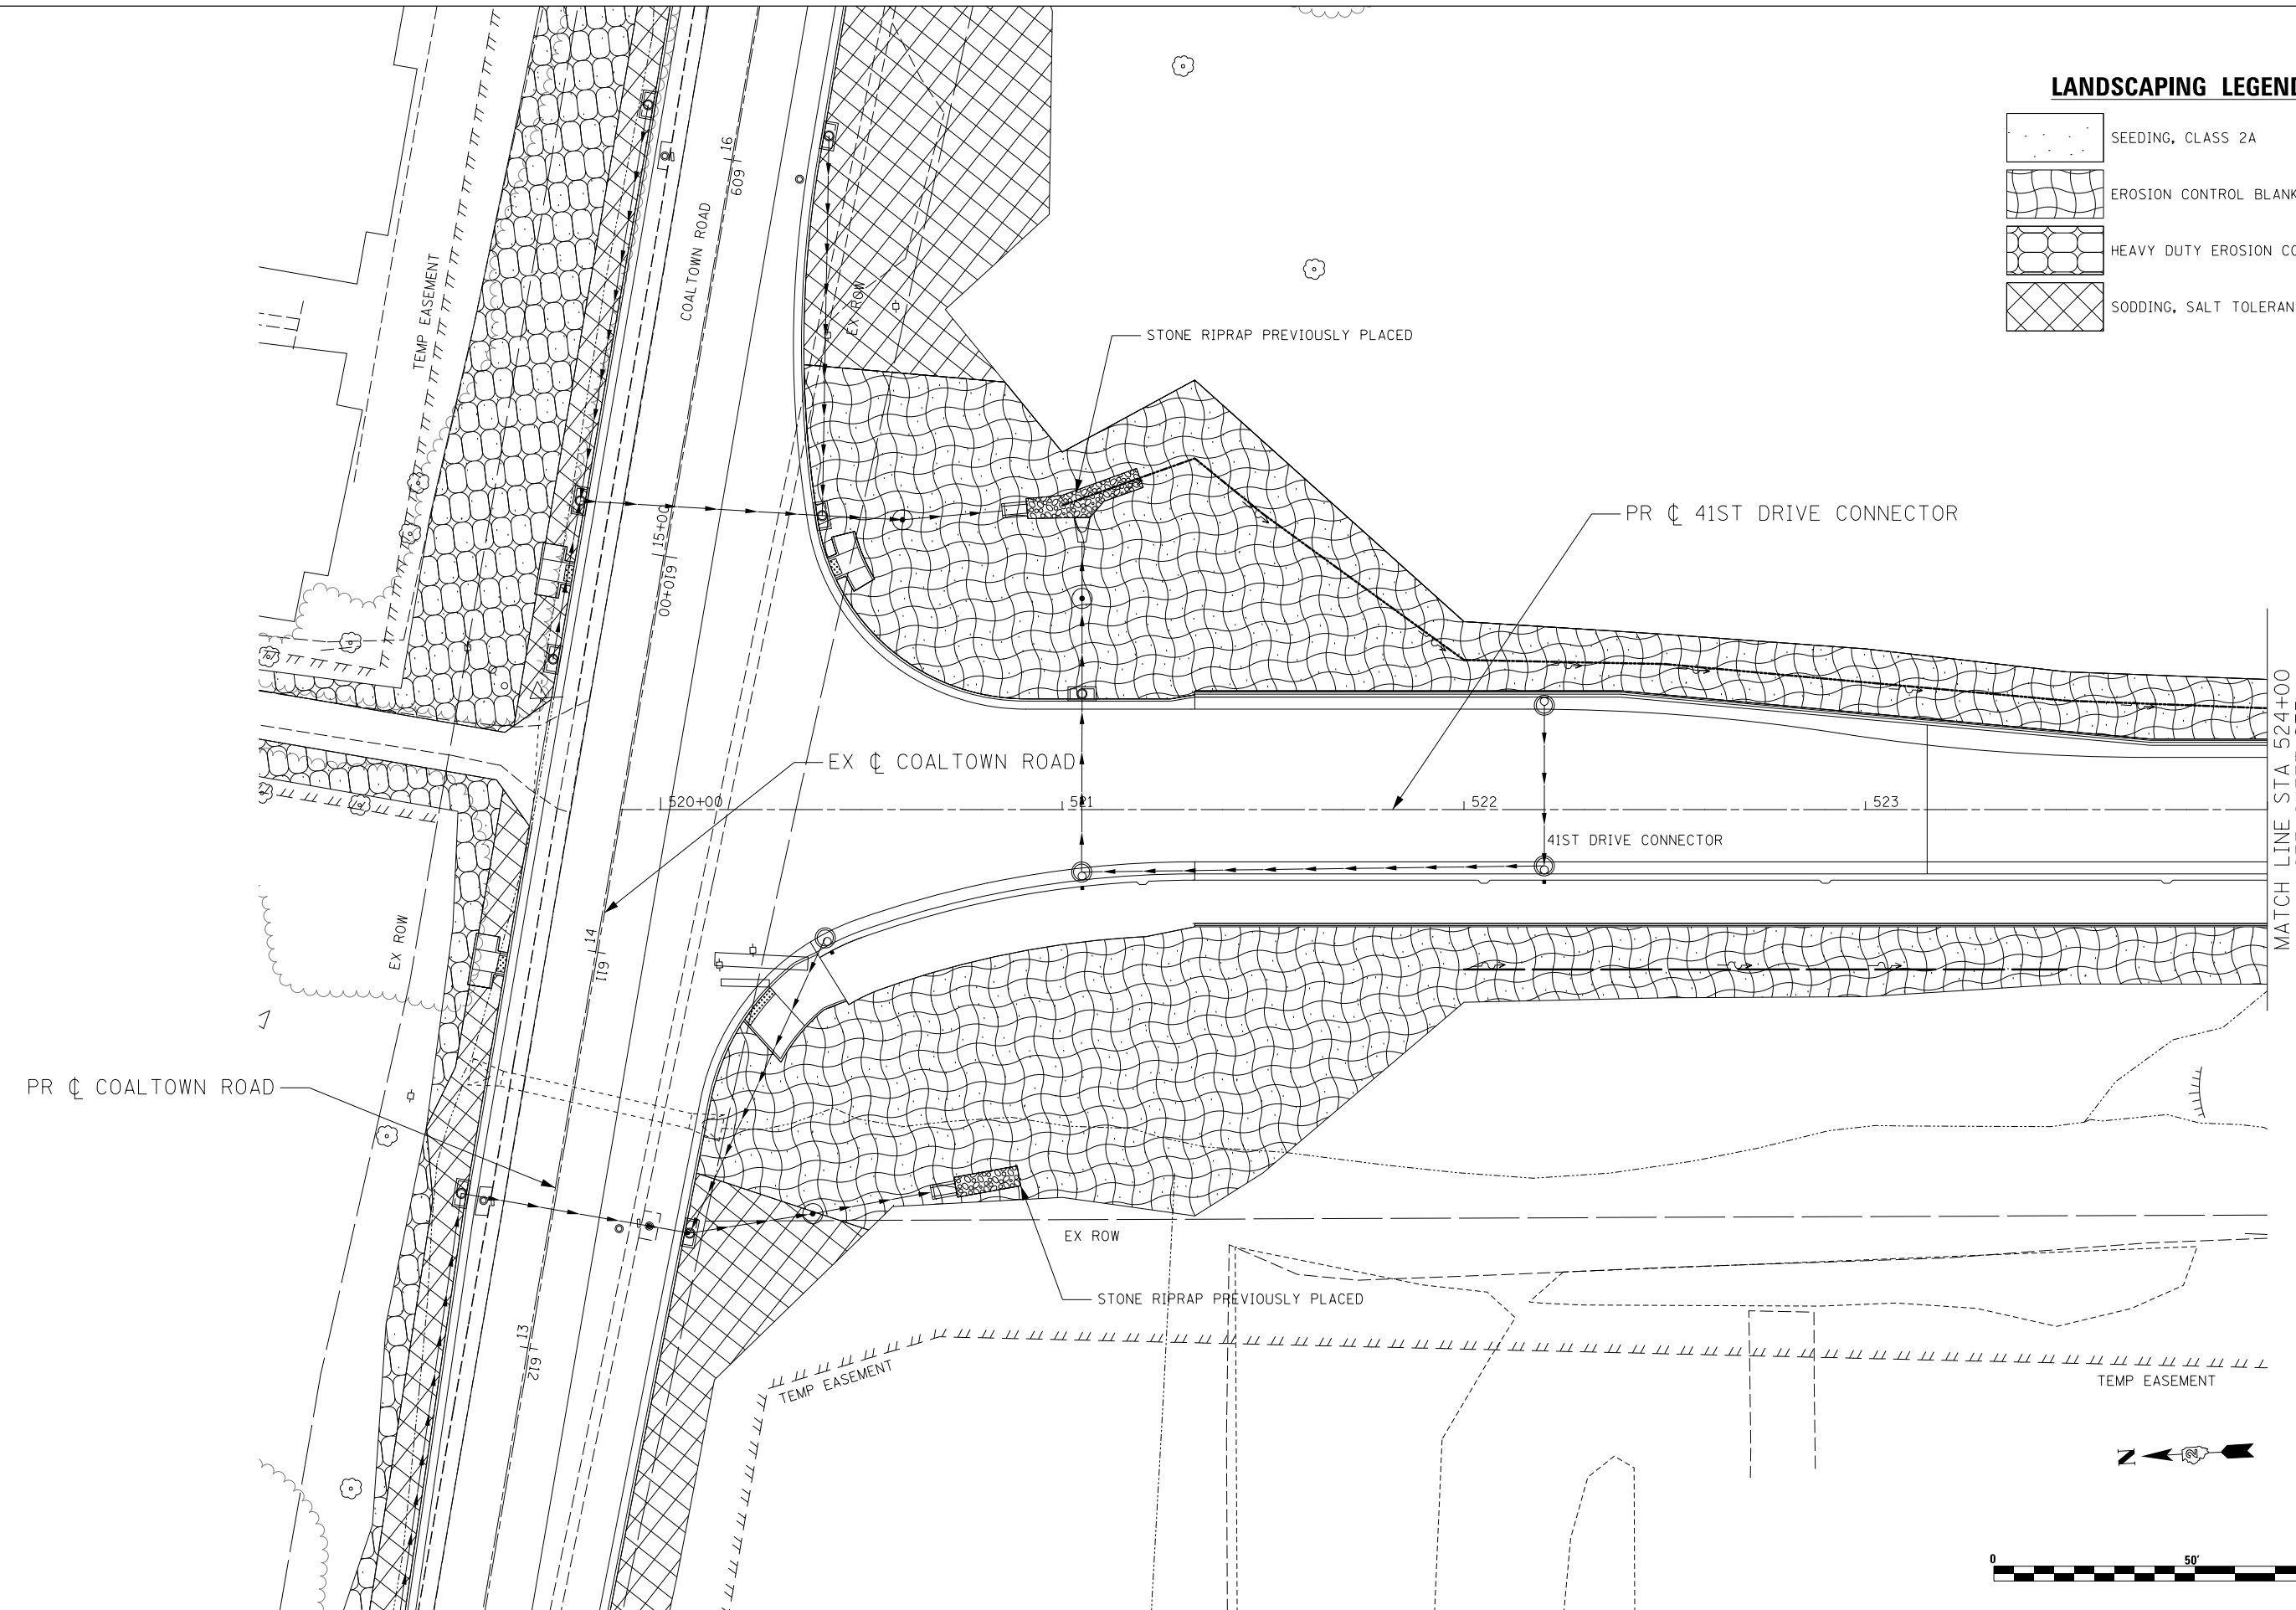 LANDSCAPING LEGEND
SEEDING, CLASS 2A
EROSION CONTROL BLANK
HEAVY DUTY EROSION CO
SODDING, SALT TOLERAN
16
609
COALTOWN ROAD
TEMP EASEMENT
EX ROW
STONE RIPRAP PREVIOUSLY PLACED
15+00
610+00
PR ℄ 41ST DRIVE CONNECTOR
EX ℄ COALTOWN ROAD
520+00
521
522
523
41ST DRIVE CONNECTOR
MATCH LINE STA 524+00
14
611
EX ROW
PR ℄ COALTOWN ROAD
EX ROW
STONE RIPRAP PREVIOUSLY PLACED
13
612
TEMP EASEMENT
TEMP EASEMENT
N
2
0
50'